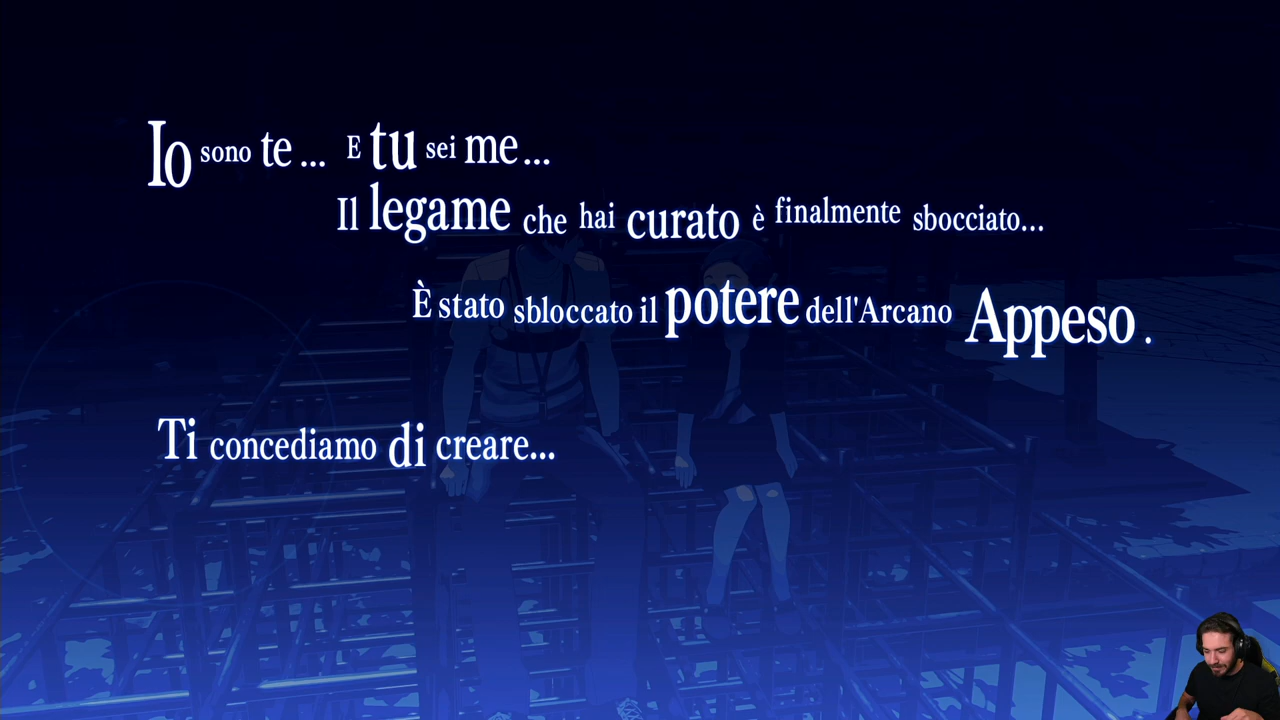 Io sono te... E tu sei me...
Il legame che hai curato è finalmente sbocciato...
È stato sbloccato il potere dell'Arcano Appeso.
Ti concediamo di creare...